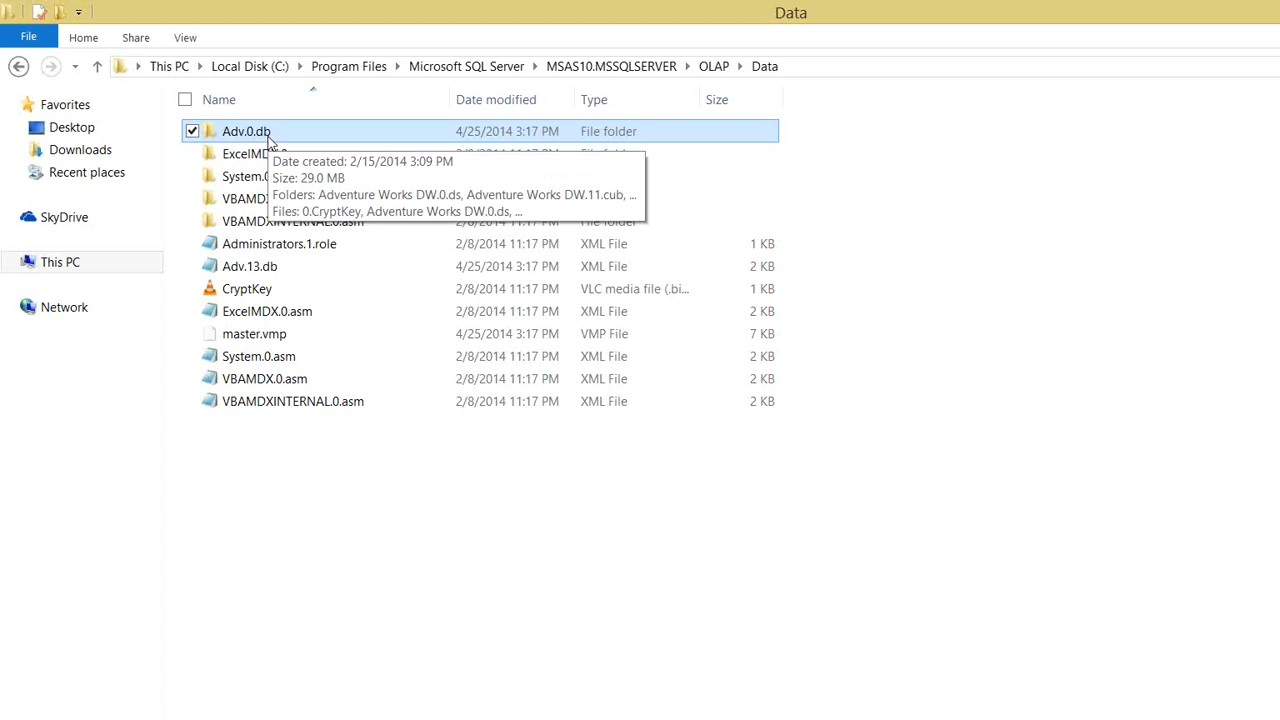 Data
File Home Share View
This PC Local Disk (C:) Program Files Microsoft SQL Server MSAS10.MSSQLSERVER OLAP Data
Name Date modified Type Size
Favorites
Desktop
Downloads
Recent places
SkyDrive
This PC
Network
Adv.0.db 4/25/2014 3:17 PM File folder
ExcelMD
Date created: 2/15/2014 3:09 PM
Size: 29.0 MB
Folders: Adventure Works DW.0.ds, Adventure Works DW.11.cub, ...
Files: 0.CryptKey, Adventure Works DW.0.ds, ...
System.0
VBAMDX
VBAMDXINTERNAL.0.asm File folder
Administrators.1.role 2/8/2014 11:17 PM XML File 1 KB
Adv.13.db 4/25/2014 3:17 PM XML File 2 KB
CryptKey 2/8/2014 11:17 PM VLC media file (.bi... 1 KB
ExcelMDX.0.asm 2/8/2014 11:17 PM XML File 2 KB
master.vmp 4/25/2014 3:17 PM VMP File 7 KB
System.0.asm 2/8/2014 11:17 PM XML File 2 KB
VBAMDX.0.asm 2/8/2014 11:17 PM XML File 2 KB
VBAMDXINTERNAL.0.asm 2/8/2014 11:17 PM XML File 2 KB